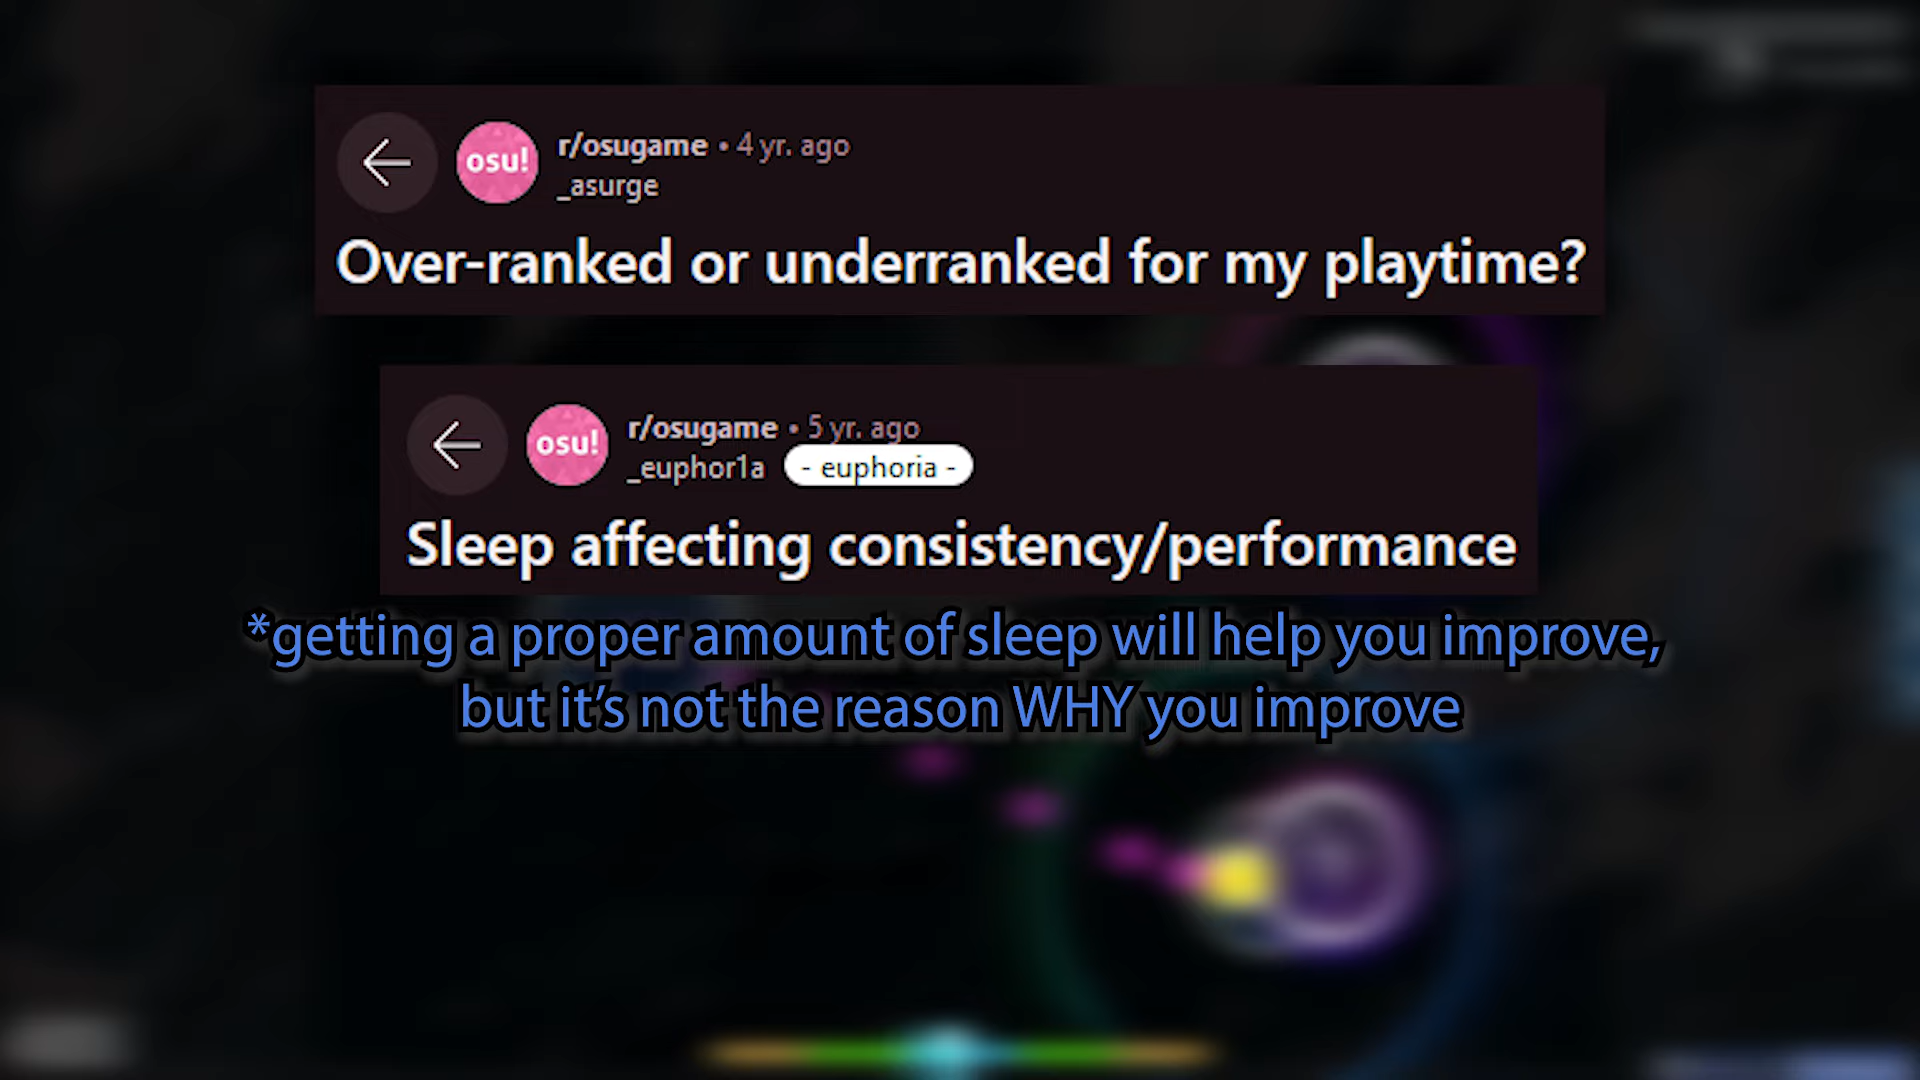 osu!
r/osugame • 4 yr. ago
_asurge
Over-ranked or underranked for my playtime?
osu!
r/osugame • 5 yr. ago
_euphor1a - euphoria -
Sleep affecting consistency/performance
*getting a proper amount of sleep will help you improve,
but it’s not the reason WHY you improve